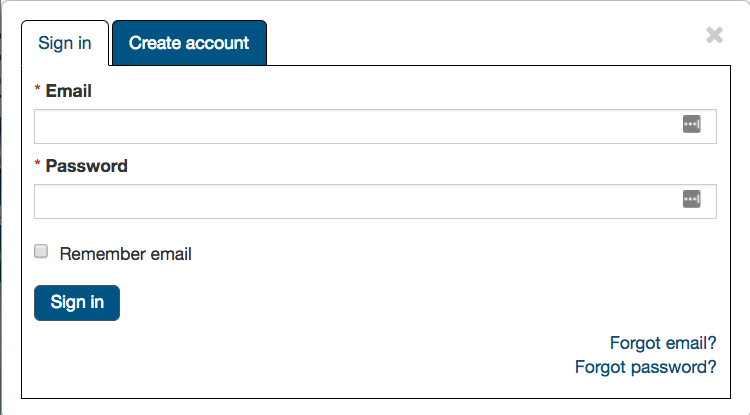 Sign in Create account
* Email
* Password
Remember email
Sign in
Forgot email?
Forgot password?